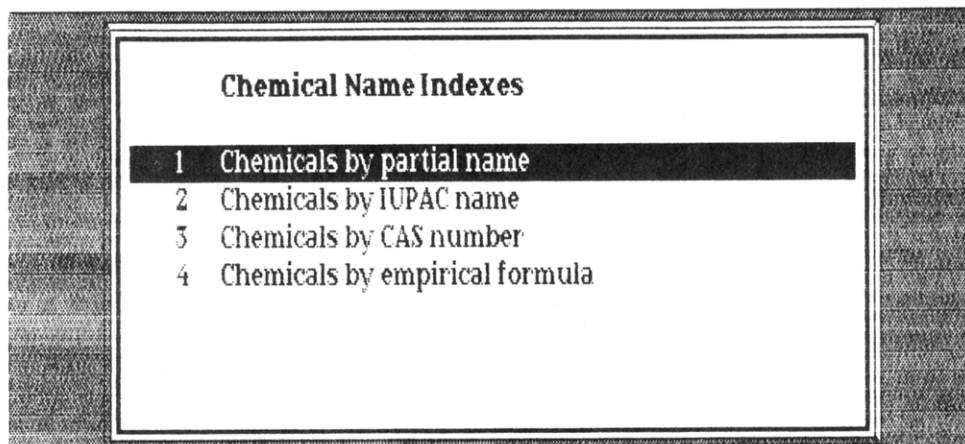 Chemical Name Indexes
1 Chemicals by partial name
2 Chemicals by IUPAC name
3 Chemicals by CAS number
4 Chemicals by empirical formula